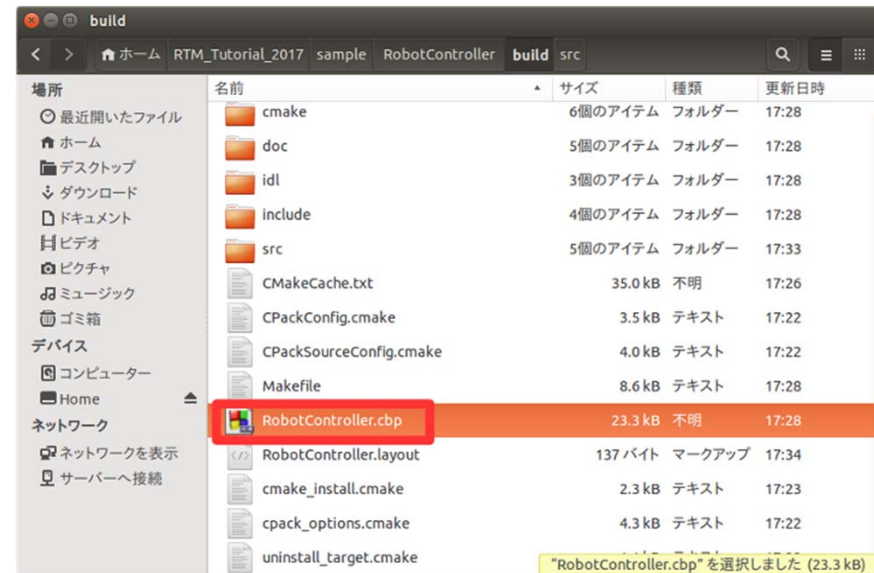 build
ホーム RTM_Tutorial_2017 sample RobotController build src
場所
最近開いたファイル
ホーム
デスクトップ
ダウンロード
ドキュメント
ビデオ
ピクチャ
ミュージック
ゴミ箱
デバイス
コンピューター
Home
ネットワーク
ネットワークを表示
サーバーへ接続
名前 サイズ 種類 更新日時
cmake 6個のアイテム フォルダー 17:28
doc 5個のアイテム フォルダー 17:28
idl 3個のアイテム フォルダー 17:28
include 4個のアイテム フォルダー 17:28
src 5個のアイテム フォルダー 17:33
CMakeCache.txt 35.0 kB 不明 17:26
CPackConfig.cmake 3.5 kB テキスト 17:22
CPackSourceConfig.cmake 4.0 kB テキスト 17:22
Makefile 8.6 kB テキスト 17:28
RobotController.cbp 23.3 kB 不明 17:28
RobotController.layout 137 バイト マークアップ 17:34
cmake_install.cmake 2.3 kB テキスト 17:23
cpack_options.cmake 4.3 kB テキスト 17:22
uninstall_target.cmake
"RobotController.cbp" を選択しました (23.3 kB)